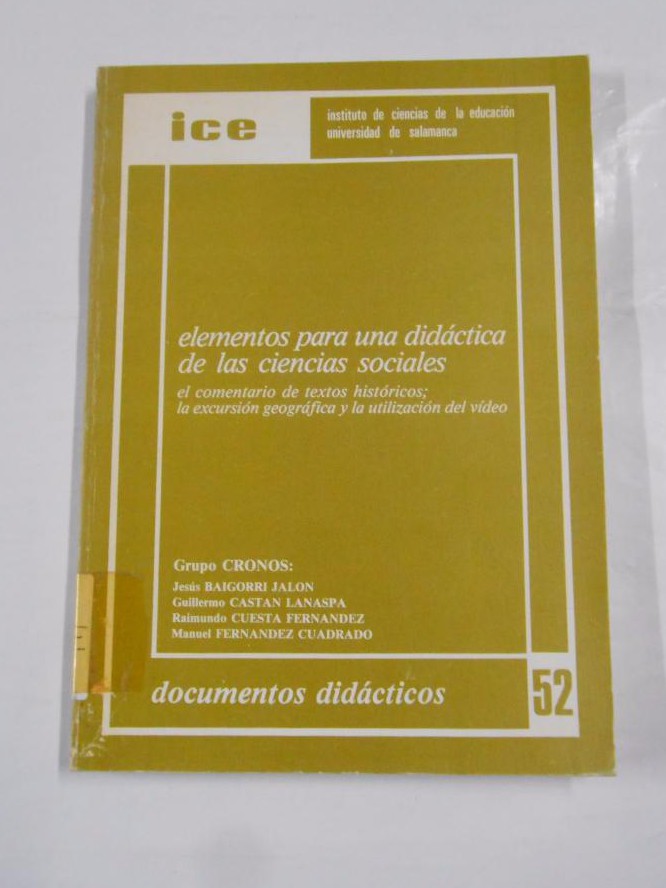 ice
instituto de ciencias de la educación
universidad de salamanca
elementos para una didáctica
de las ciencias sociales
el comentario de textos históricos;
la excursión geográfica y la utilización del vídeo
Grupo CRONOS:
Jesús BAIGORRI JALON
Guillermo CASTAN LANASPA
Raimundo CUESTA FERNANDEZ
Manuel FERNANDEZ CUADRADO
documentos didácticos
52